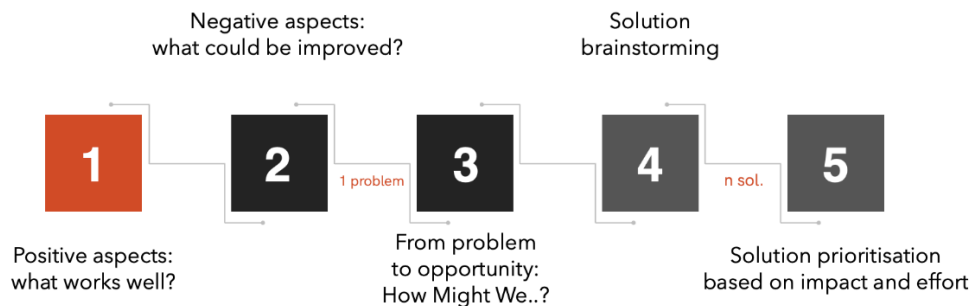 Negative aspects:
what could be improved?
Solution
brainstorming
1
2
1 problem
3
4
n sol.
5
Positive aspects:
what works well?
From problem
to opportunity:
How Might We..?
Solution prioritisation
based on impact and effort